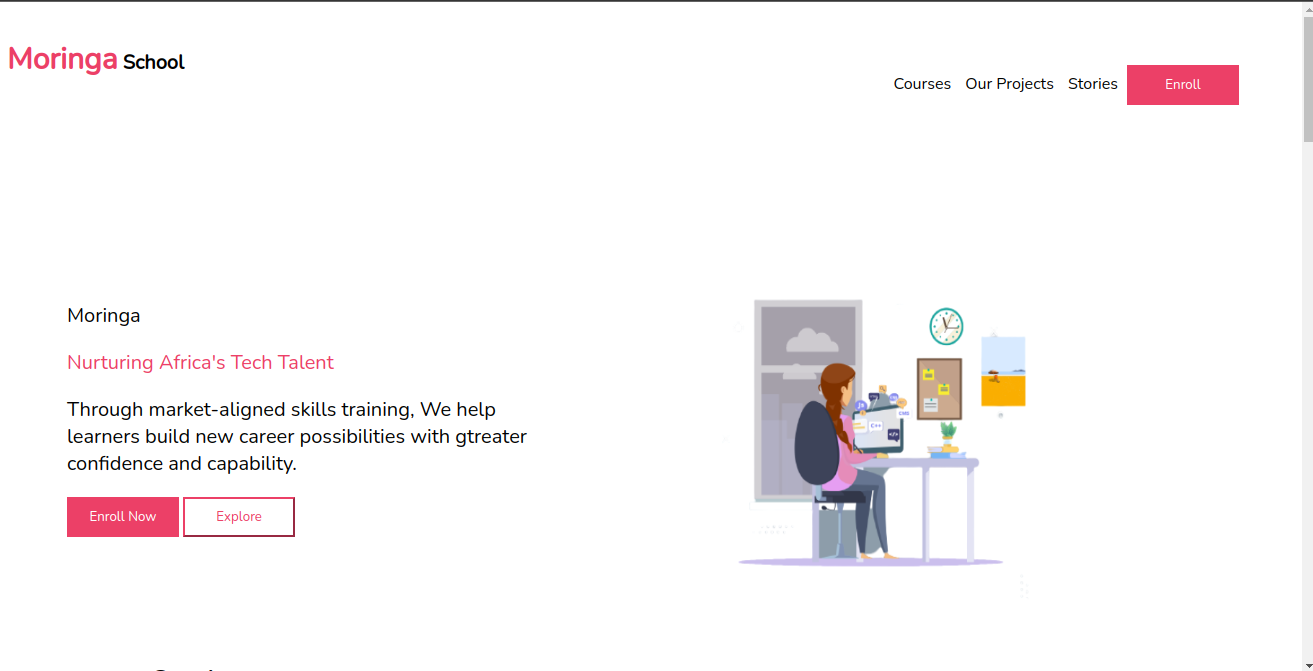 Moringa School
Courses Our Projects Stories Enroll
Moringa
Nurturing Africa's Tech Talent
Through market-aligned skills training, We help
learners build new career possibilities with gtreater
confidence and capability.
Enroll Now Explore
C++
CMS